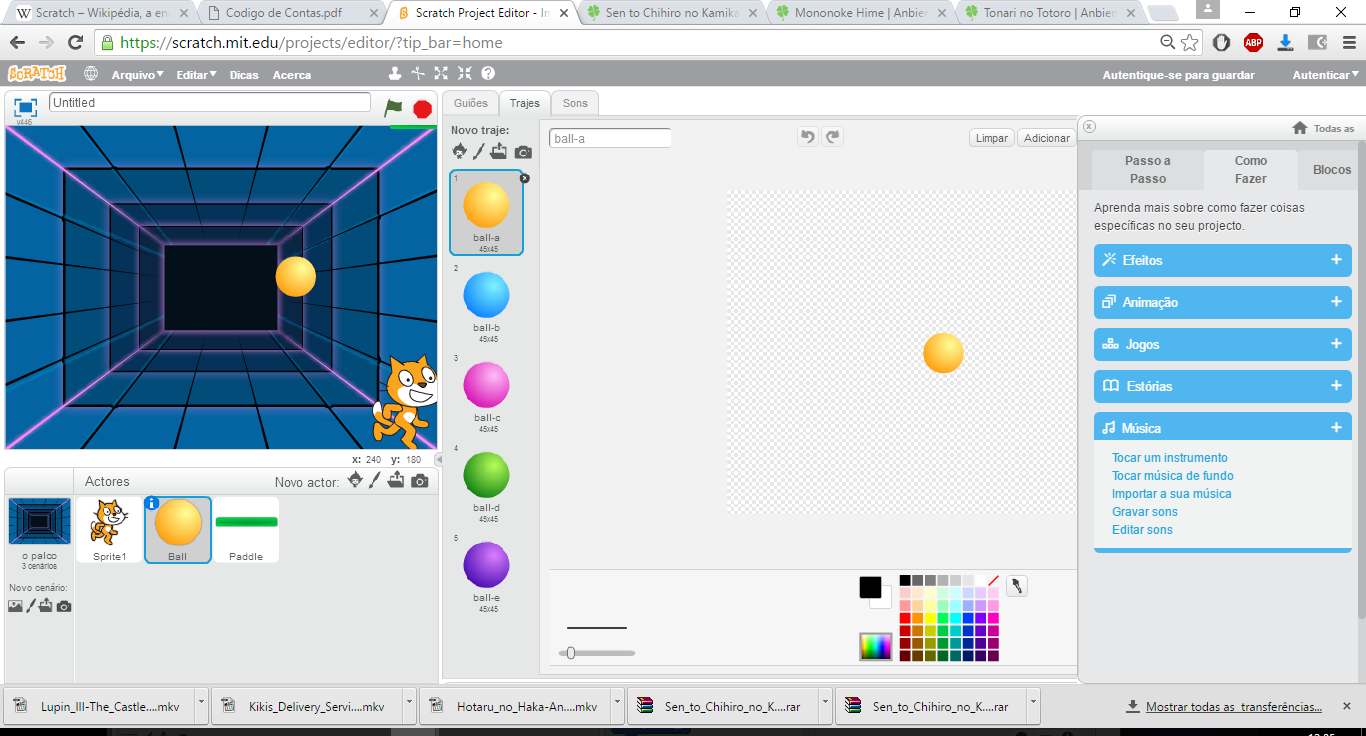 Scratch – Wikipédia, a en
Codigo de Contas.pdf
Scratch Project Editor - Im
Sen to Chihiro no Kamika
Mononoke Hime | Anbien
Tonari no Totoro | Anbien
https://scratch.mit.edu/projects/editor/?tip_bar=home
ABP
SCRATCH
Arquivo
Editar
Dicas
Acerca
Autentique-se para guardar
Autenticar
v446
Untitled
Guiões
Trajes
Sons
Novo traje:
ball-a
Limpar
Adicionar
1
ball-a
45x45
2
ball-b
45x45
3
ball-c
45x45
4
ball-d
45x45
5
ball-e
45x45
x: 240 y: 180
Actores
Novo actor:
o palco
3 cenários
Novo cenário:
Sprite1
Ball
Paddle
Todas as
Passo a Passo
Como Fazer
Blocos
Aprenda mais sobre como fazer coisas
específicas no seu projecto.
Efeitos
Animação
Jogos
Estórias
Música
Tocar um instrumento
Tocar música de fundo
Importar a sua música
Gravar sons
Editar sons
Lupin_III-The_Castle....mkv
Kikis_Delivery_Servi....mkv
Hotaru_no_Haka-An....mkv
Sen_to_Chihiro_no_K....rar
Sen_to_Chihiro_no_K....rar
Mostrar todas as transferências...